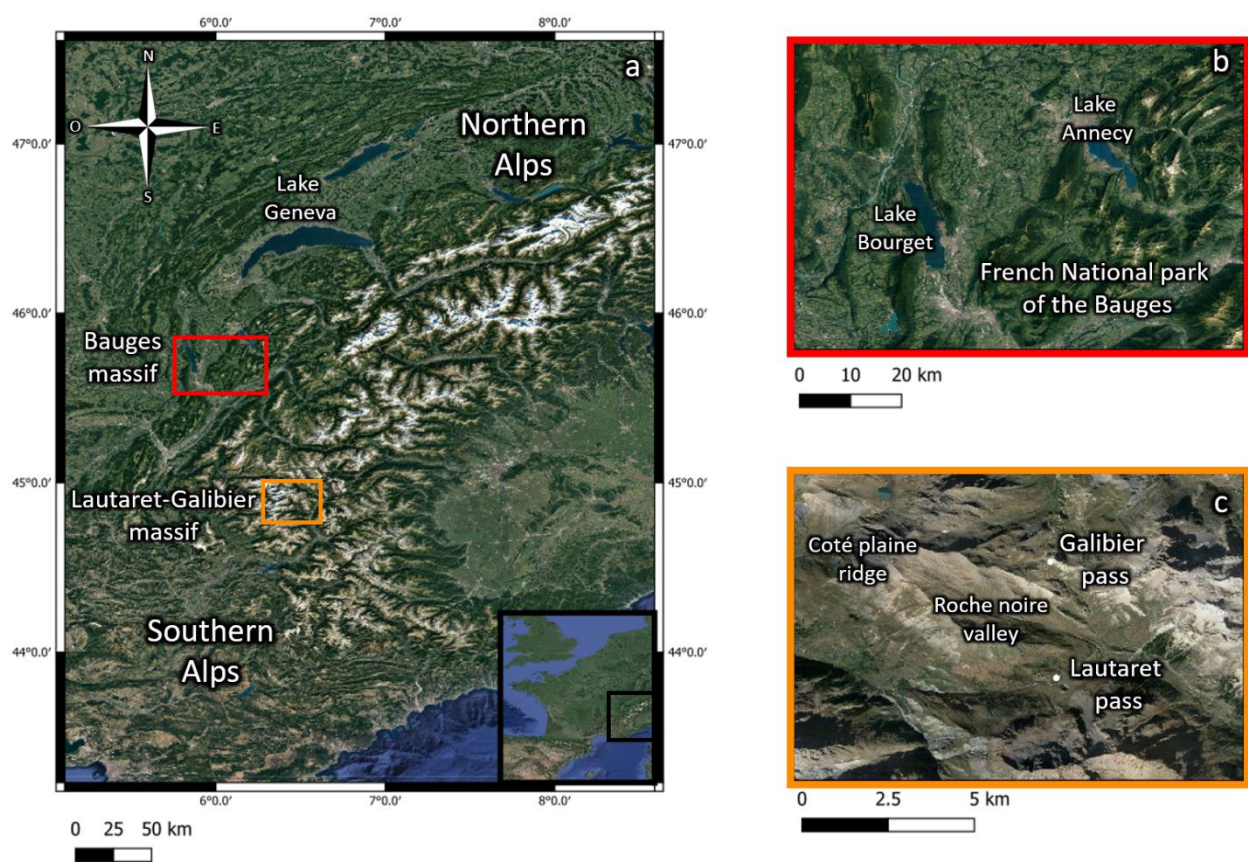 6°0.0'
7°0.0'
8°0.0'
a
N
O
E
S
Northern
Alps
47°0.0'
47°0.0'
Lake
Geneva
46°0.0'
46°0.0'
Bauges
massif
45°0.0'
45°0.0'
Lautaret-Galibier
massif
44°0.0'
44°0.0'
Southern
Alps
6°0.0'
7°0.0'
8°0.0'
0 25 50 km
b
Lake
Annecy
Lake
Bourget
French National park
of the Bauges
0 10 20 km
c
Coté plaine
ridge
Galibier
pass
Roche noire
valley
Lautaret
pass
0 2.5 5 km